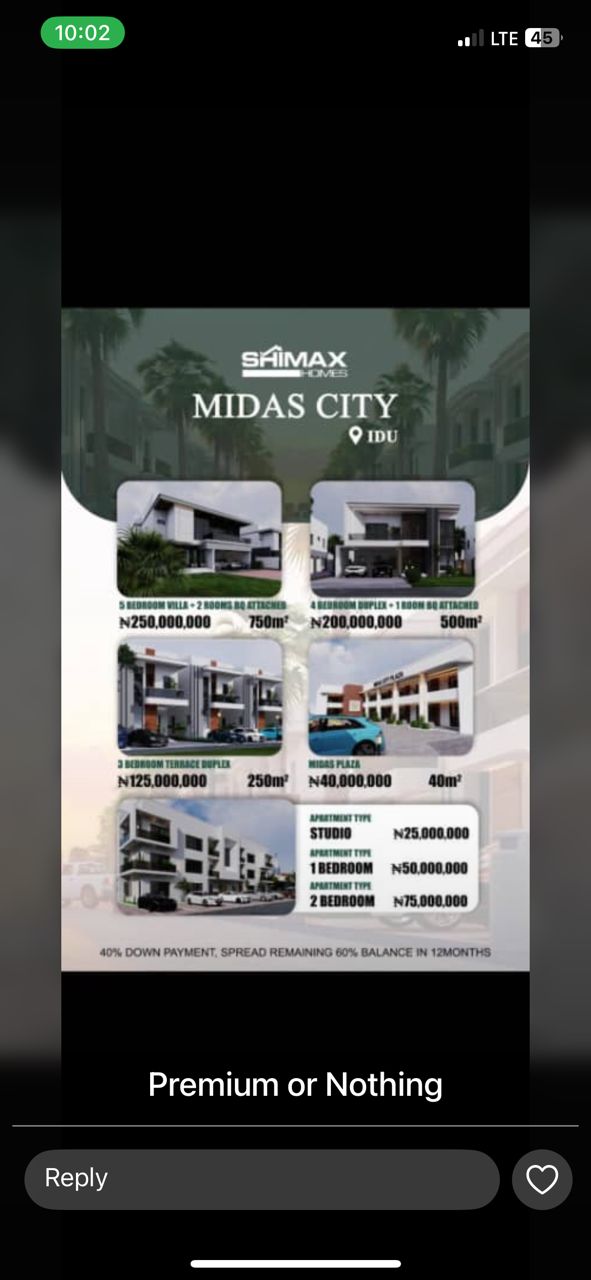 10:02
LTE 45
SHIMAX
HOMES
MIDAS CITY
IDU
5 BEDROOM VILLA + 2 ROOMS BQ ATTACHED
₦250,000,000 750m²
4 BEDROOM DUPLEX + 1 ROOM BQ ATTACHED
₦200,000,000 500m²
3 BEDROOM TERRACE DUPLEX
₦125,000,000 250m²
MIDAS CITY PLAZA
MIDAS PLAZA
₦40,000,000 40m²
APARTMENT TYPE
STUDIO ₦25,000,000
APARTMENT TYPE
1 BEDROOM ₦50,000,000
APARTMENT TYPE
2 BEDROOM ₦75,000,000
40% DOWN PAYMENT, SPREAD REMAINING 60% BALANCE IN 12MONTHS
Premium or Nothing
Reply